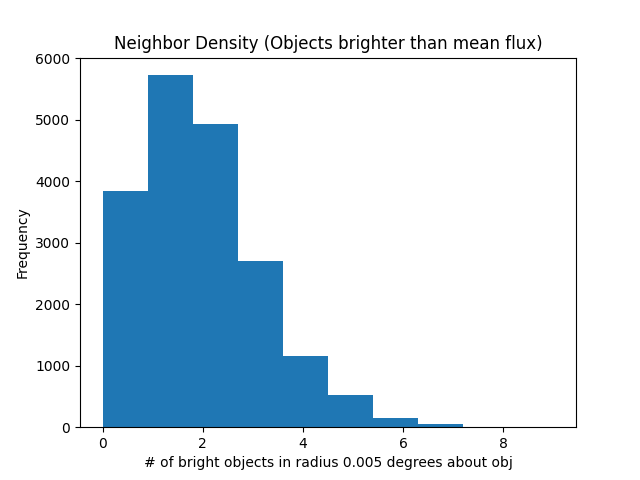 Neighbor Density (Objects brighter than mean flux)
6000
5000
4000
3000
2000
1000
0
Frequency
0 2 4 6 8
# of bright objects in radius 0.005 degrees about obj